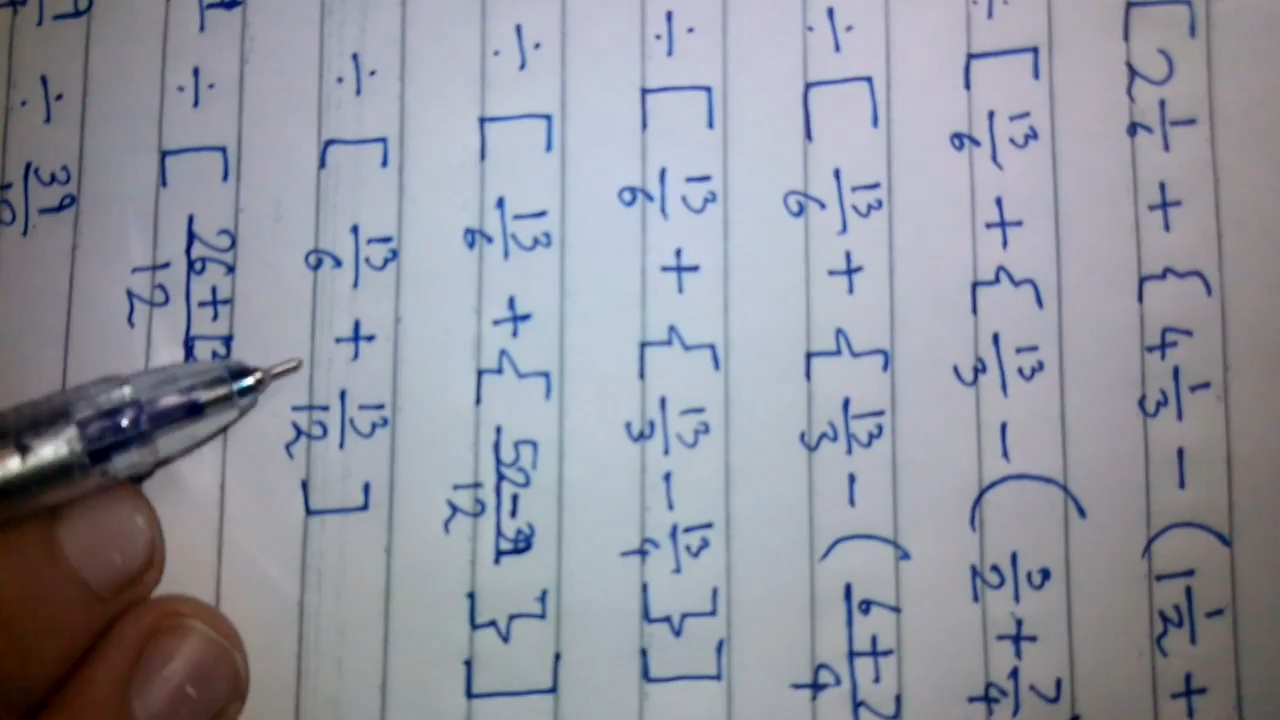 [ 2 1/6 + { 4 1/3 - ( 1 1/2 +
÷ [ 13/6 + { 13/3 - ( 3/2 + 7/4
÷ [ 13/6 + { 13/3 - ( 6+7/4
÷ [ 13/6 + { 13/3 - 13/4 } ]
÷ [ 13/6 + { 52-39/12 } ]
÷ [ 13/6 + 13/12 ]
÷ [ 26+13/12
÷ 39/12